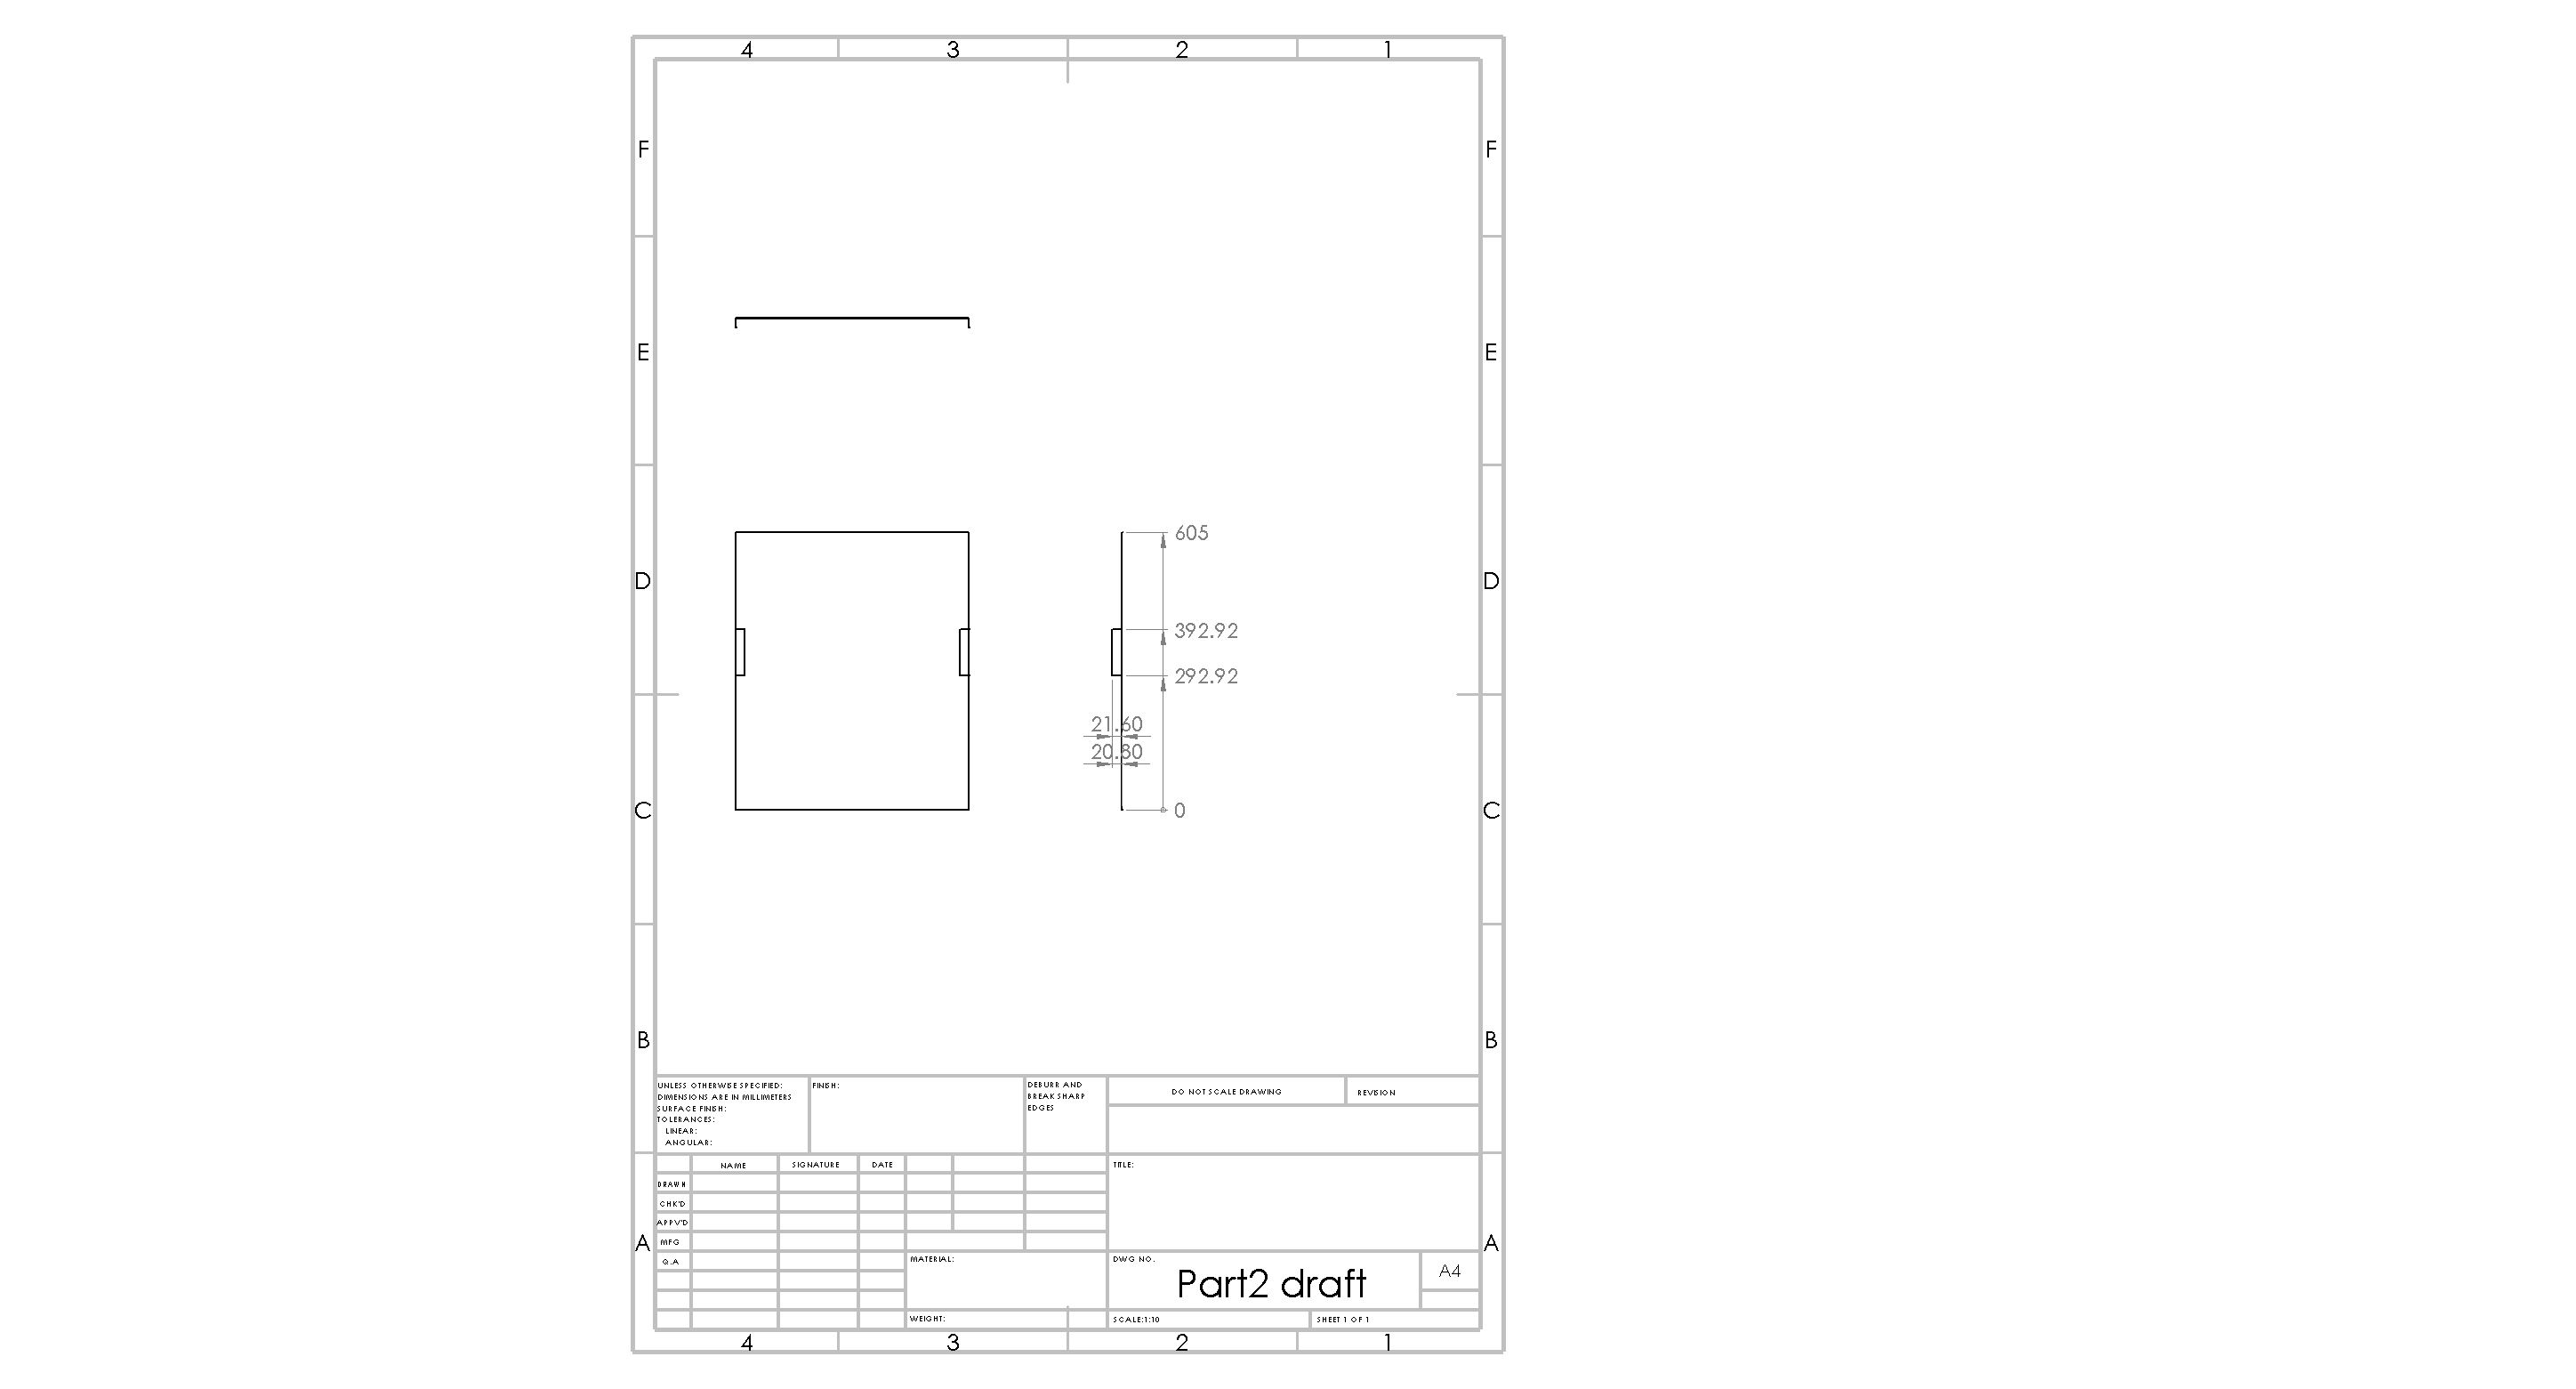 4 3 2 1
F F
E E
605
D D
392.92
292.92
21.60
20.80
C 0 C
B B
UNLESS OTHERWISE SPECIFIED:
DIMENSIONS ARE IN MILLIMETERS
SURFACE FINISH:
TOLERANCES:
LINEAR:
ANGULAR:
FINISH:
DEBURR AND
BREAK SHARP
EDGES
DO NOT SCALE DRAWING
REVISION
NAME SIGNATURE DATE
TITLE:
DRAWN
CHK'D
APPV'D
MFG
A A
Q.A
MATERIAL:
DWG NO.
Part2 draft
A4
WEIGHT:
SCALE:1:10
SHEET 1 OF 1
4 3 2 1